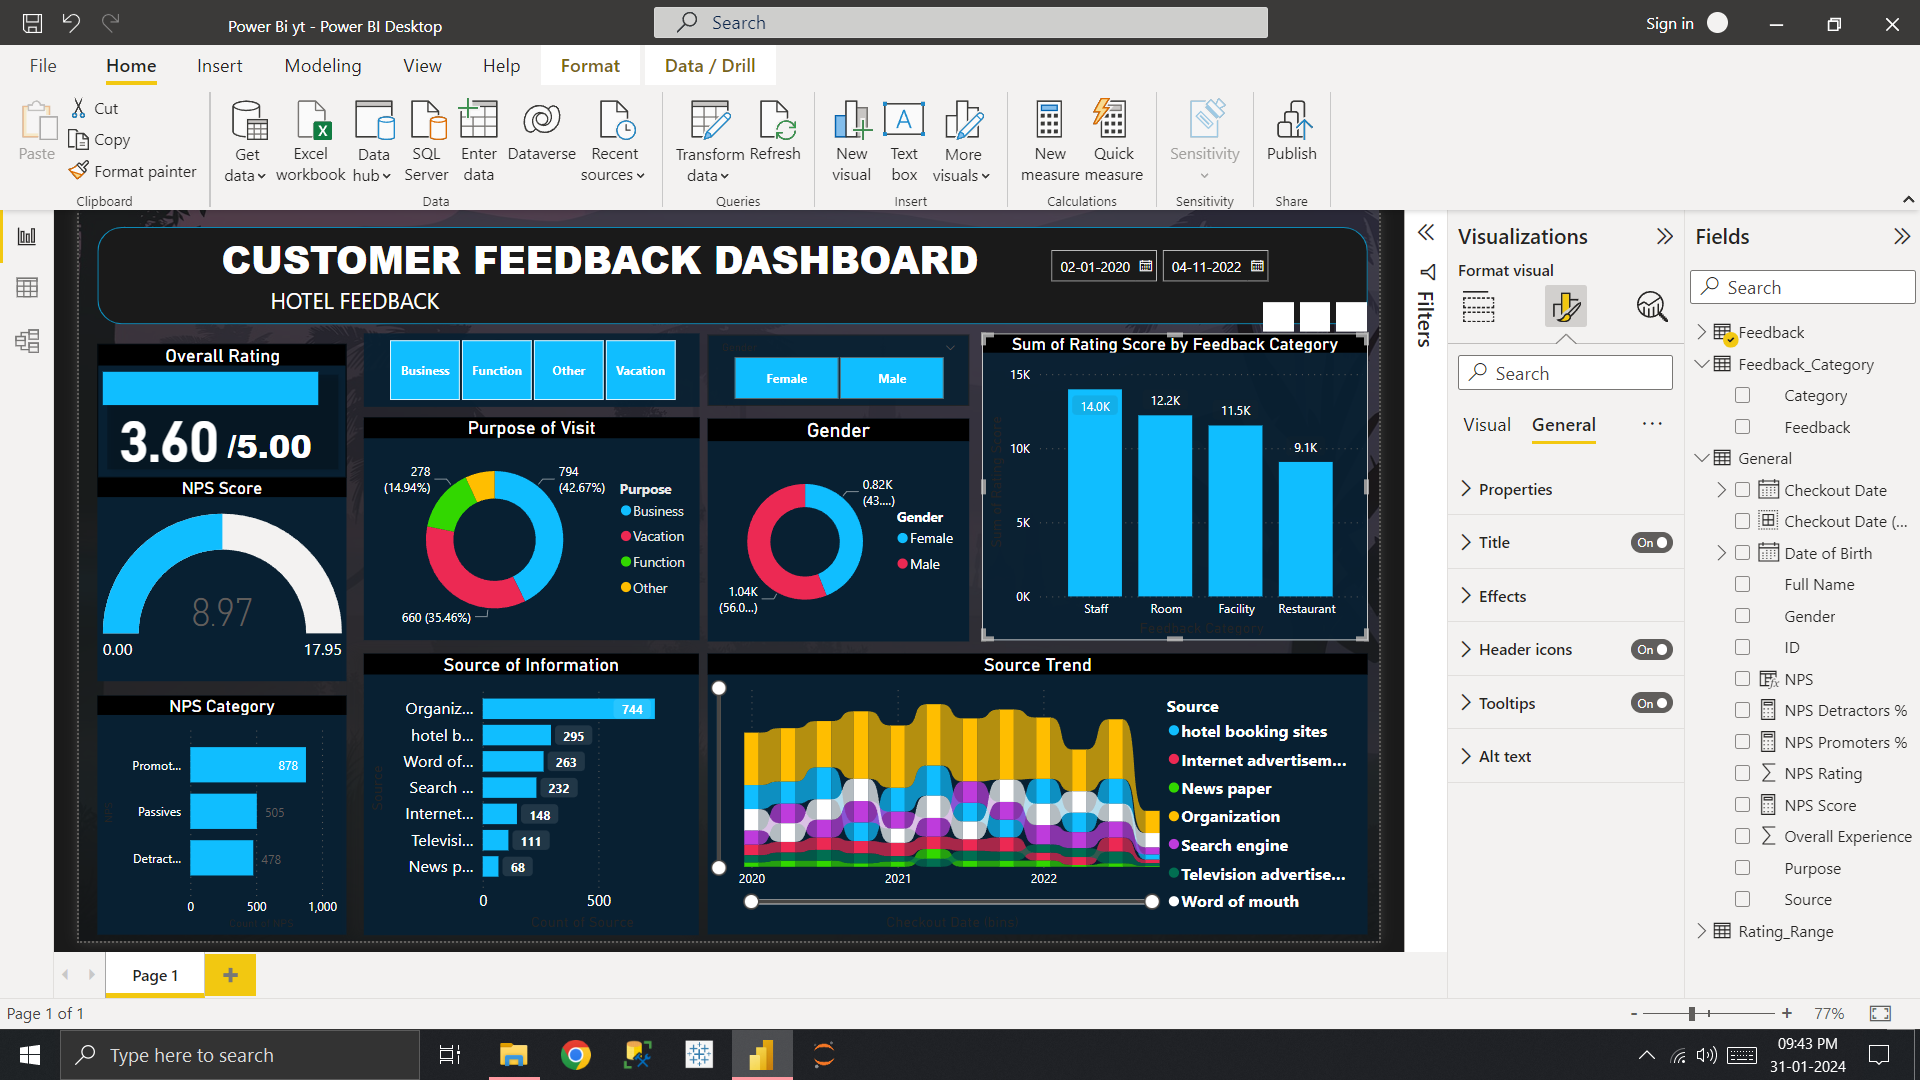 Power Bi yt - Power BI Desktop
Search
Sign in
File
Home
Insert
Modeling
View
Help
Format
Data / Drill
Paste
Cut
Copy
Format painter
Clipboard
Get data
Excel workbook
Data hub
SQL Server
Enter data
Dataverse
Recent sources
Data
Transform data
Refresh
Queries
New visual
Text box
More visuals
Insert
New measure
Quick measure
Calculations
Sensitivity
Sensitivity
Publish
Share
CUSTOMER FEEDBACK DASHBOARD
HOTEL FEEDBACK
02-01-2020
04-11-2022
Overall Rating
3.60 /5.00
NPS Score
8.97
0.00
17.95
NPS Category
NPS
Promot...
878
Passives
505
Detract...
478
0
500
1,000
Count of NPS
Business
Function
Other
Vacation
Purpose of Visit
278
(14.94%)
794
(42.67%)
660 (35.46%)
Purpose
Business
Vacation
Function
Other
Gender
Female
Male
Gender
0.82K
(43....)
1.04K
(56.0...)
Gender
Female
Male
Sum of Rating Score by Feedback Category
Sum of Rating Score
15K
10K
5K
0K
14.0K
12.2K
11.5K
9.1K
Staff
Room
Facility
Restaurant
Feedback Category
Source of Information
Source
Organiz...
744
hotel b...
295
Word of...
263
Search ...
232
Internet...
148
Televisi...
111
News p...
68
0
500
Count of Source
Source Trend
2020
2021
2022
Checkout Date (bins)
Source
hotel booking sites
Internet advertisem...
News paper
Organization
Search engine
Television advertise...
Word of mouth
Filters
Visualizations
Format visual
Search
Visual
General
...
Properties
Title
On
Effects
Header icons
On
Tooltips
On
Alt text
Fields
Search
Feedback
Feedback_Category
Category
Feedback
General
Checkout Date
Checkout Date (...
Date of Birth
Full Name
Gender
ID
NPS
NPS Detractors %
NPS Promoters %
NPS Rating
NPS Score
Overall Experience
Purpose
Source
Rating_Range
Page 1
Page 1 of 1
- + 77%
Type here to search
09:43 PM
31-01-2024